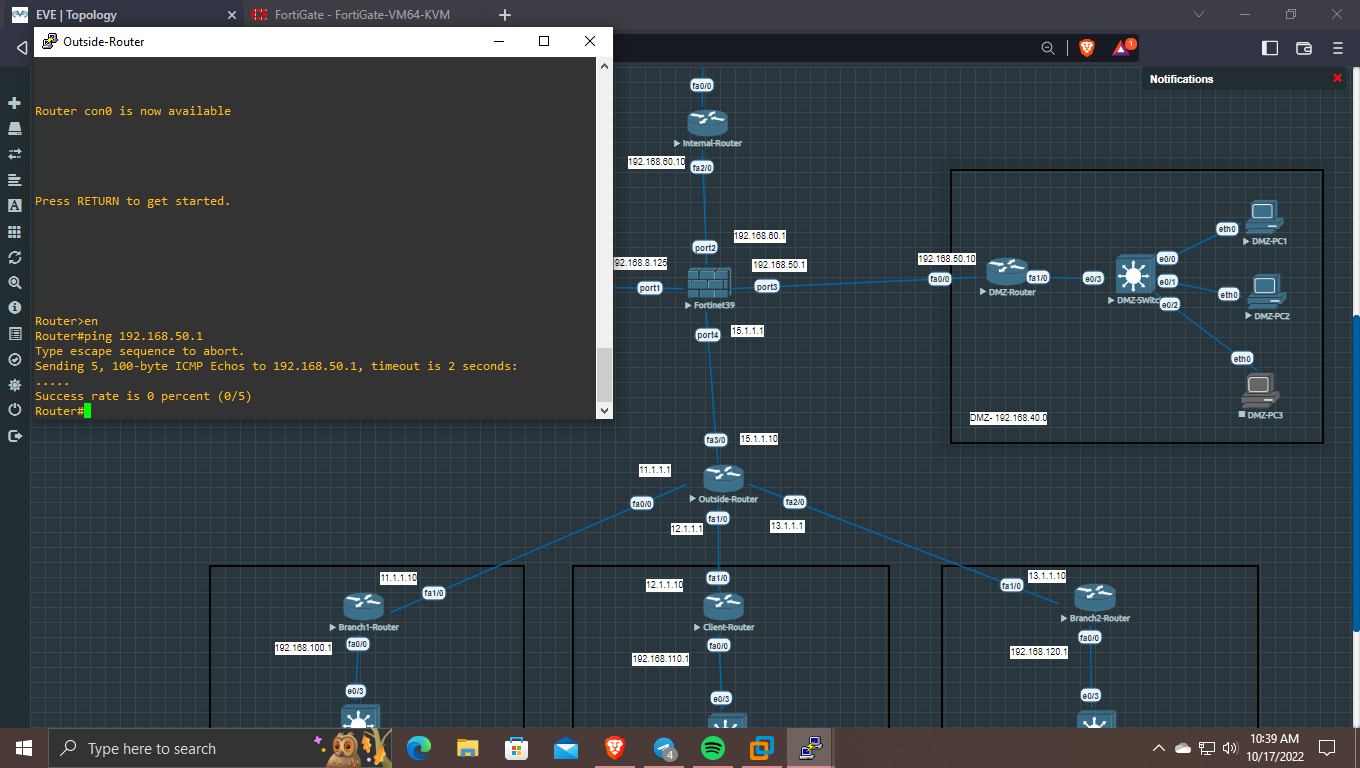 EVE | Topology
FortiGate - FortiGate-VM64-KVM
Outside-Router
1
Notifications
Router con0 is now available
Press RETURN to get started.
Router>en
Router#ping 192.168.50.1
Type escape sequence to abort.
Sending 5, 100-byte ICMP Echos to 192.168.50.1, timeout is 2 seconds:
.....
Success rate is 0 percent (0/5)
Router#
fa0/0
Internal-Router
192.168.60.10
fa2/0
192.168.60.1
port2
92.168.8.126
192.168.50.1
port1
port3
Fortinet39
15.1.1.1
port4
192.168.50.10
fa0/0
DMZ-Router
fa1/0
e0/3
DMZ-SWitch
e0/0
e0/1
e0/2
eth0
DMZ-PC1
eth0
DMZ-PC2
eth0
DMZ-PC3
DMZ- 192.168.40.0
fa3/0
15.1.1.10
11.1.1.1
Outside-Router
fa0/0
fa2/0
12.1.1.1
fa1/0
13.1.1.1
11.1.1.10
fa1/0
Branch1-Router
192.168.100.1
fa0/0
e0/3
12.1.1.10
fa1/0
Client-Router
192.168.110.1
fa0/0
e0/3
13.1.1.10
fa1/0
Branch2-Router
192.168.120.1
fa0/0
e0/3
Type here to search
4
10:39 AM
10/17/2022